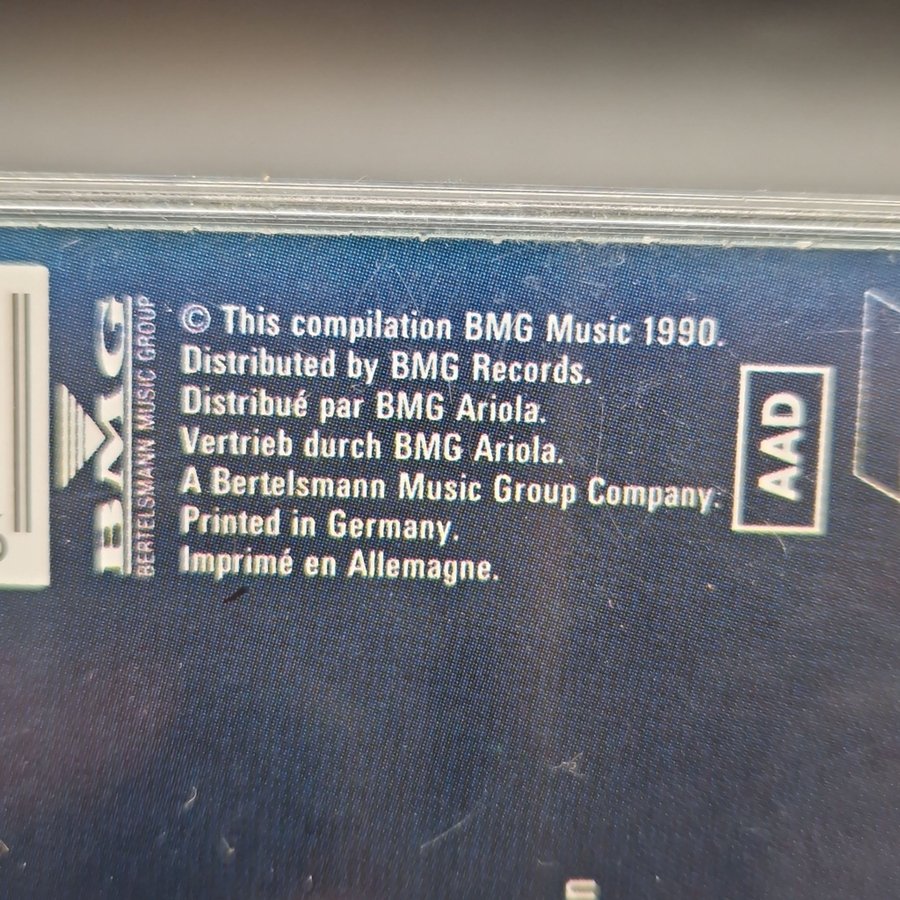 BMG
BERTELSMANN MUSIC GROUP
© This compilation BMG Music 1990.
Distributed by BMG Records.
Distribué par BMG Ariola.
Vertrieb durch BMG Ariola.
A Bertelsmann Music Group Company.
Printed in Germany.
Imprimé en Allemagne.
AAD